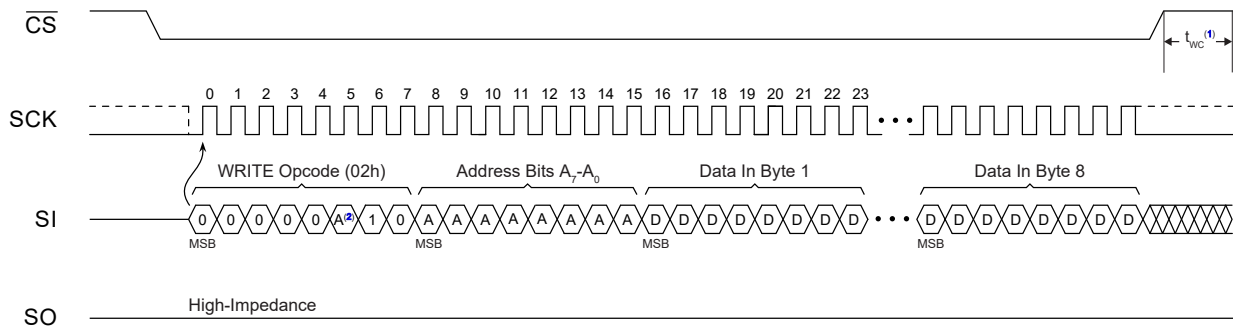 CS
t_WC(1)
SCK
0 1 2 3 4 5 6 7 8 9 10 11 12 13 14 15 16 17 18 19 20 21 22 23
WRITE Opcode (02h) Address Bits A7-A0 Data In Byte 1 Data In Byte 8
SI 0 0 0 0 0 A(2) 1 0 A A A A A A A A D D D D D D D D • • • D D D D D D D D
MSB MSB MSB MSB
High-Impedance
SO